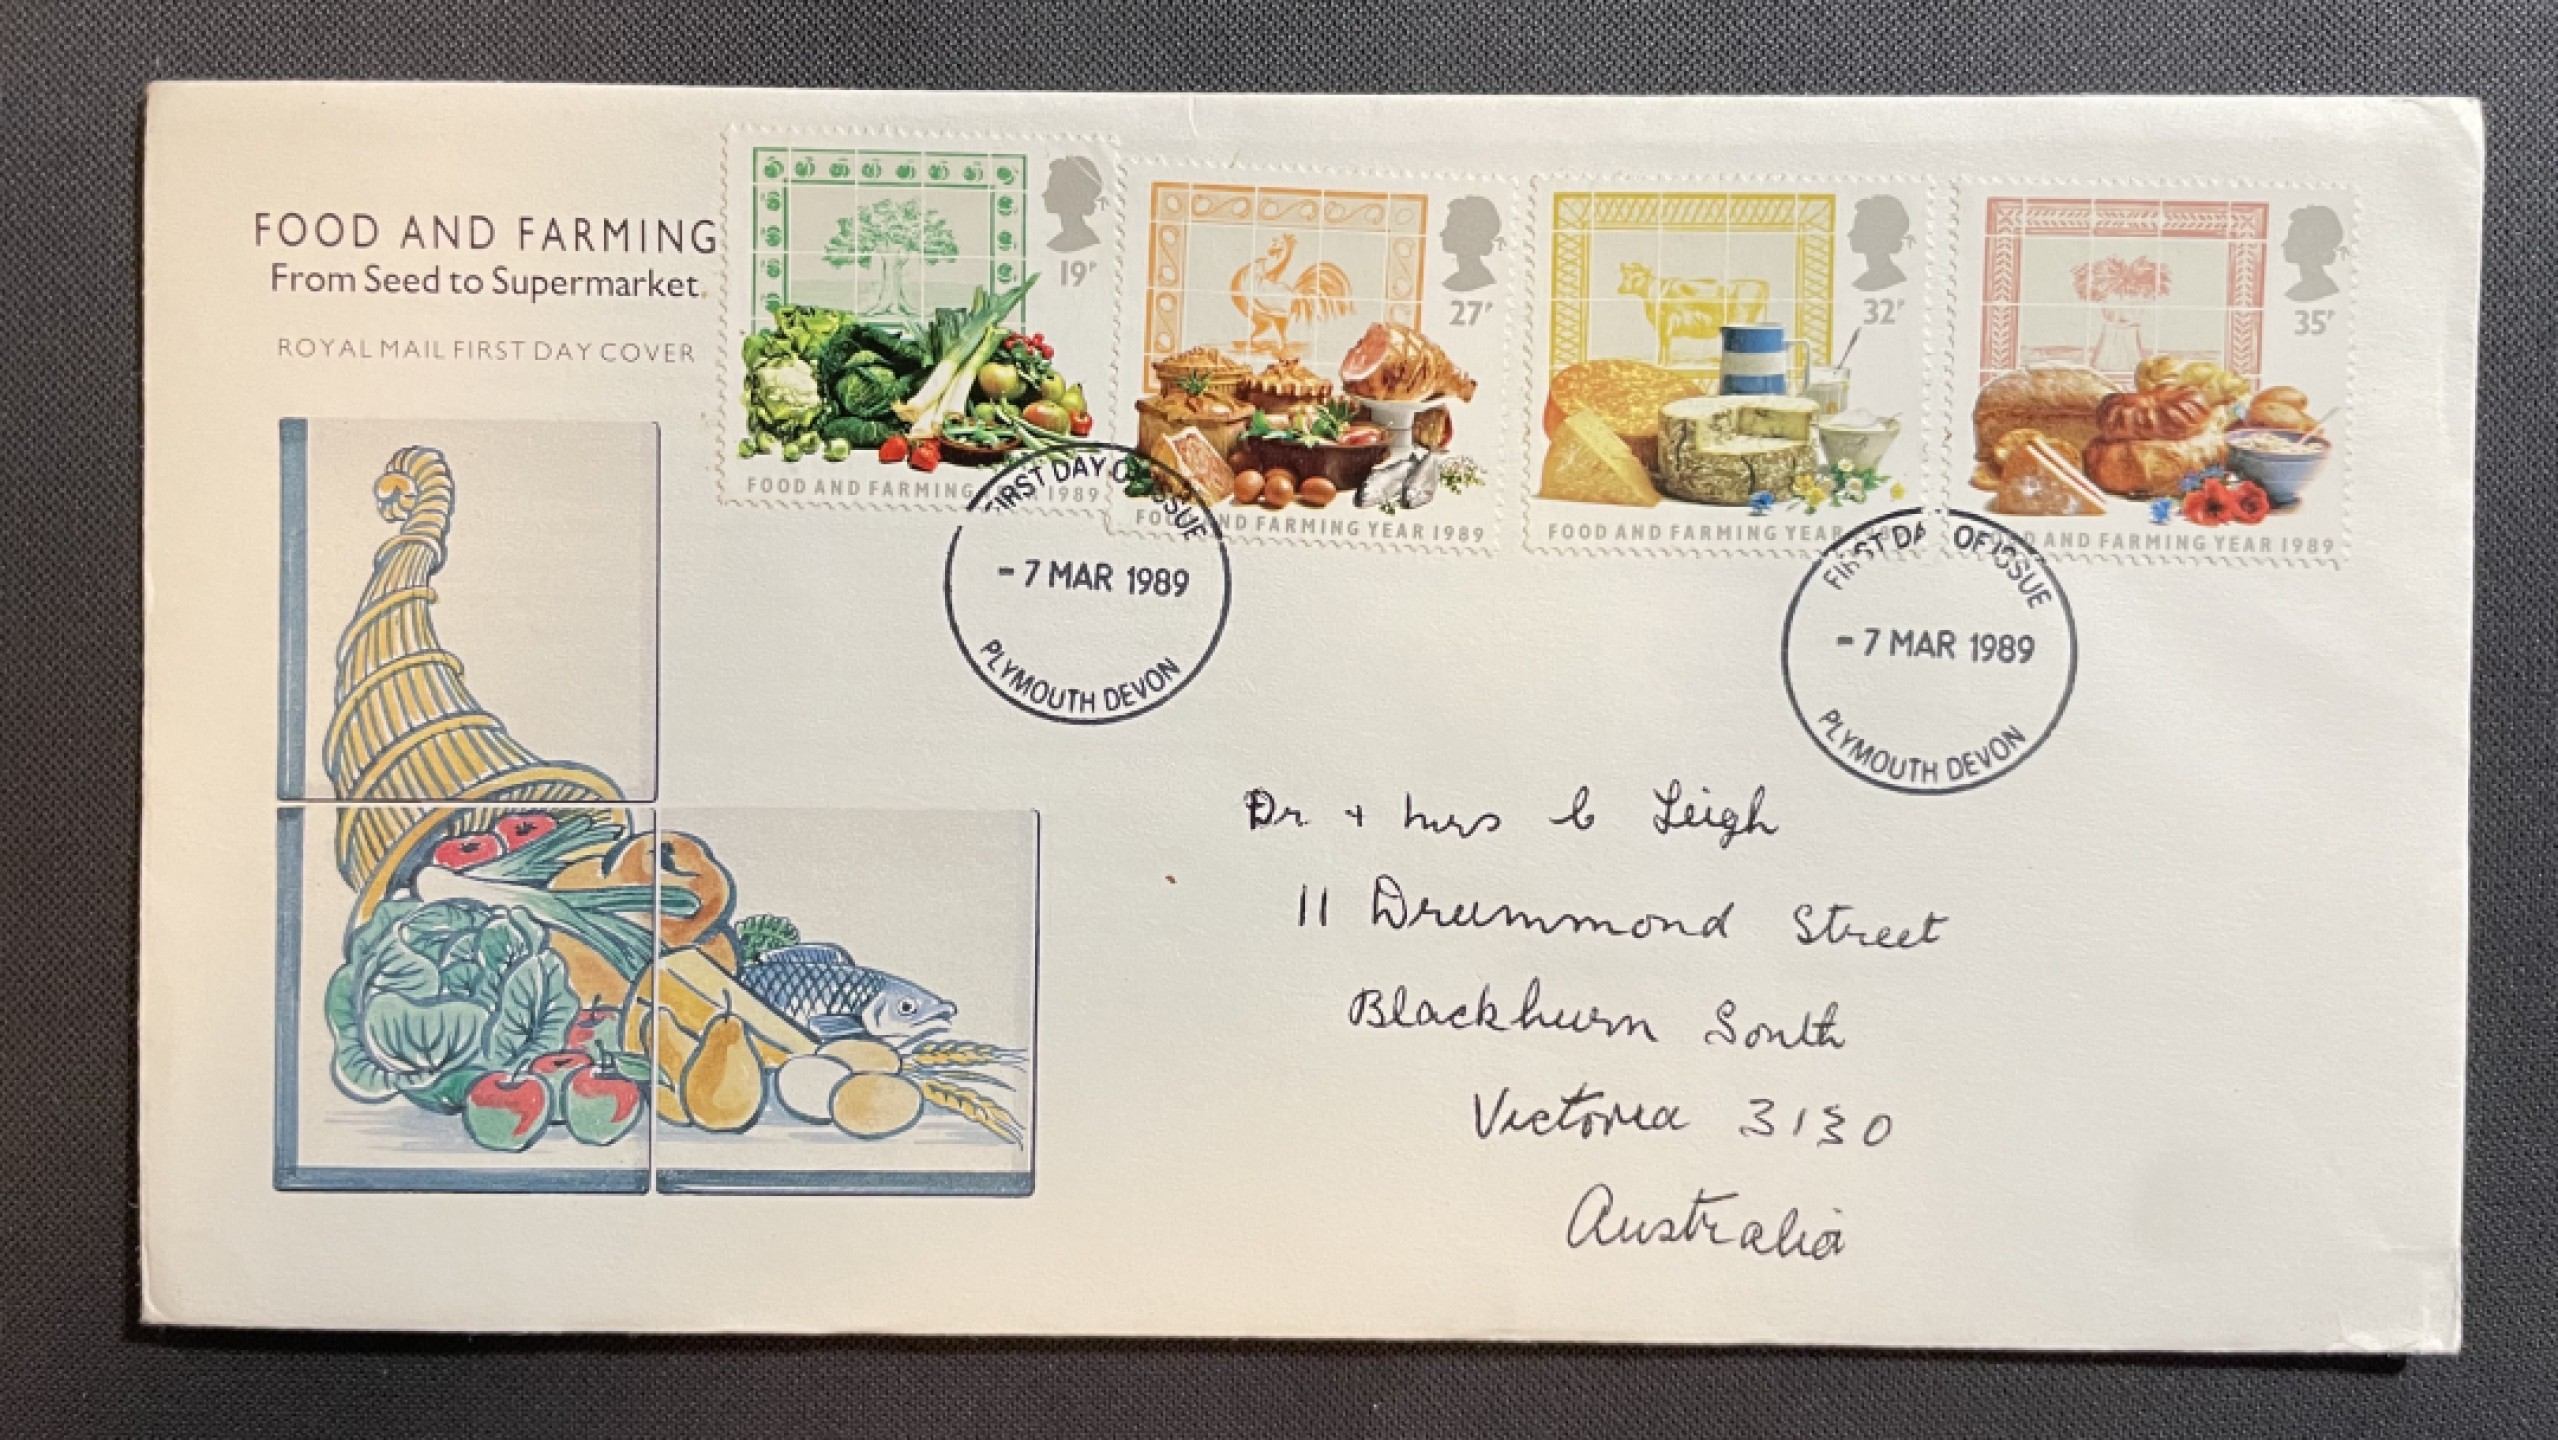 FOOD AND FARMING
From Seed to Supermarket.
ROYAL MAIL FIRST DAY COVER
19P
FOOD AND FARMING 1989
27P
FOOD AND FARMING YEAR 1989
32P
FOOD AND FARMING YEAR
35P
AND FARMING YEAR 1989
FIRST DAY OF ISSUE
- 7 MAR 1989
PLYMOUTH DEVON
FIRST DAY OF ISSUE
- 7 MAR 1989
PLYMOUTH DEVON
Dr + Mrs C Leigh
11 Drummond Street
Blackburn South
Victoria 3130
Australia